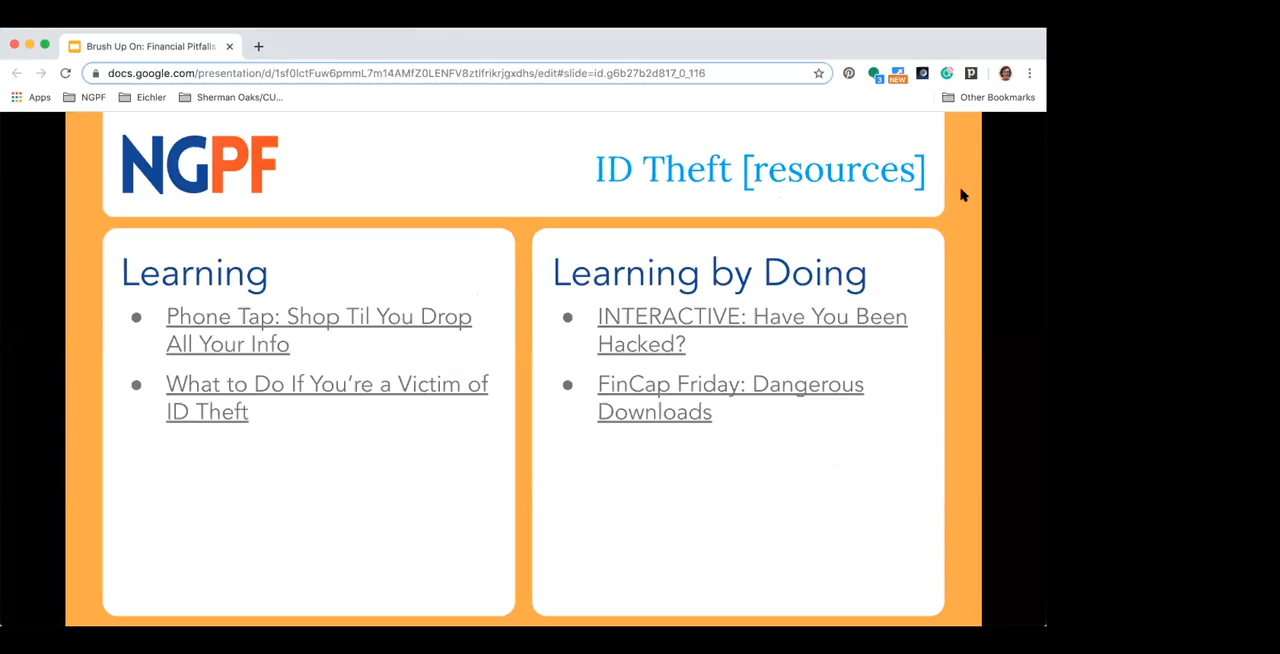 Brush Up On: Financial Pitfalls
docs.google.com/presentation/d/1sf0lctFuw6pmmL7m14AMfZ0LENFV8ztlfrikrjgxdhs/edit#slide=id.g6b27b2d817_0_116
3
NEW
Apps
NGPF
Eichler
Sherman Oaks/CU...
Other Bookmarks
NGPF
ID Theft [resources]
Learning
● Phone Tap: Shop Til You Drop
All Your Info
● What to Do If You’re a Victim of
ID Theft
Learning by Doing
● INTERACTIVE: Have You Been
Hacked?
● FinCap Friday: Dangerous
Downloads